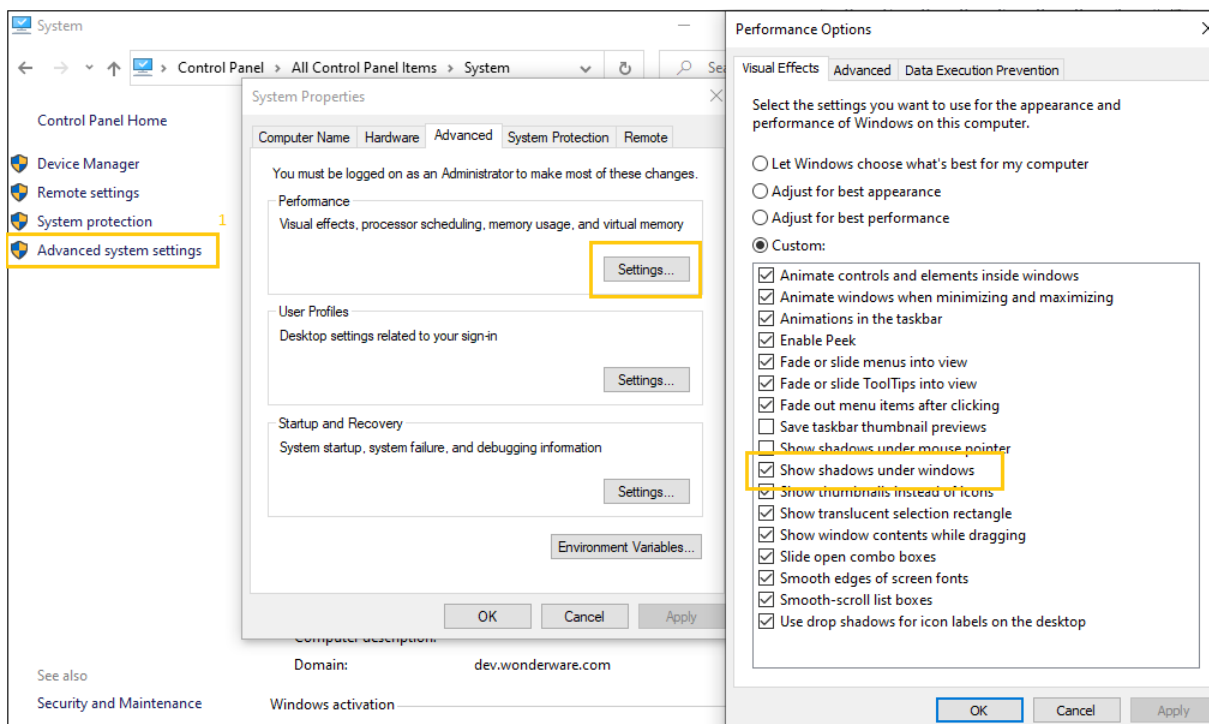 System
Control Panel > All Control Panel Items > System
Sea
Control Panel Home
Device Manager
Remote settings
System protection 1
Advanced system settings
See also
Security and Maintenance
System Properties
Computer Name
Hardware
Advanced
System Protection
Remote
You must be logged on as an Administrator to make most of these changes.
Performance
Visual effects, processor scheduling, memory usage, and virtual memory
Settings...
User Profiles
Desktop settings related to your sign-in
Settings...
Startup and Recovery
System startup, system failure, and debugging information
Settings...
Environment Variables...
OK
Cancel
Apply
Computer description:
Domain: dev.wonderware.com
Windows activation
Performance Options
Visual Effects
Advanced
Data Execution Prevention
Select the settings you want to use for the appearance and
performance of Windows on this computer.
Let Windows choose what's best for my computer
Adjust for best appearance
Adjust for best performance
Custom:
Animate controls and elements inside windows
Animate windows when minimizing and maximizing
Animations in the taskbar
Enable Peek
Fade or slide menus into view
Fade or slide ToolTips into view
Fade out menu items after clicking
Save taskbar thumbnail previews
Show shadows under mouse pointer
Show shadows under windows
Show thumbnails instead of icons
Show translucent selection rectangle
Show window contents while dragging
Slide open combo boxes
Smooth edges of screen fonts
Smooth-scroll list boxes
Use drop shadows for icon labels on the desktop
OK
Cancel
Apply